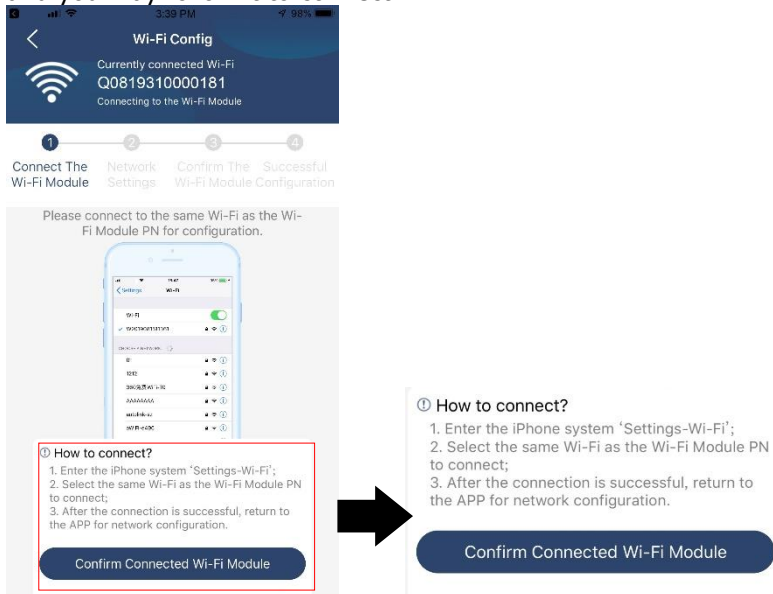 3:39 PM
98%
Wi-Fi Config
Currently connected Wi-Fi
Q0819310000181
Connecting to the Wi-Fi Module
1
2
3
4
Connect The
Wi-Fi Module
Network
Settings
Confirm The
Wi-Fi Module
Successful
Configuration
Please connect to the same Wi-Fi as the Wi-
Fi Module PN for configuration.
Settings
Wi-Fi
Wi-Fi
1212
AAAAAAAA
How to connect?
1. Enter the iPhone system ‘Settings-Wi-Fi’;
2. Select the same Wi-Fi as the Wi-Fi Module PN
to connect;
3. After the connection is successful, return to
the APP for network configuration.
Confirm Connected Wi-Fi Module
How to connect?
1. Enter the iPhone system ‘Settings-Wi-Fi’;
2. Select the same Wi-Fi as the Wi-Fi Module PN
to connect;
3. After the connection is successful, return to
the APP for network configuration.
Confirm Connected Wi-Fi Module